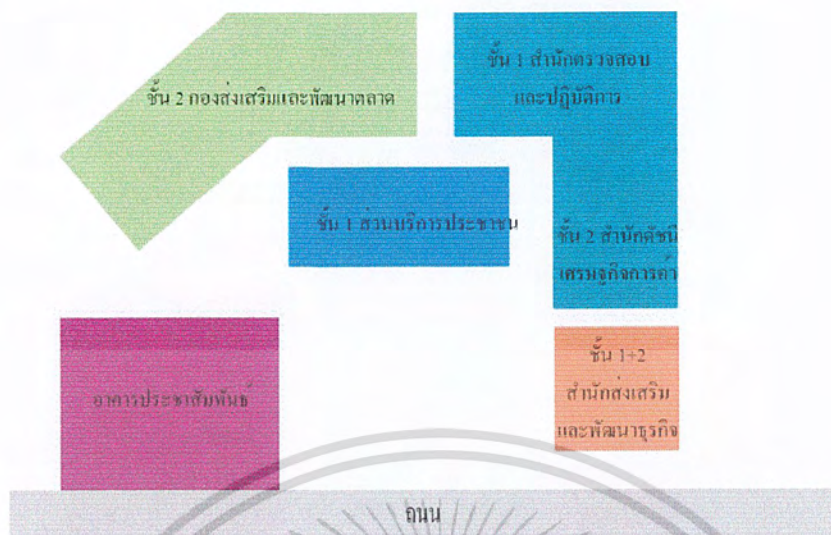 ชั้น 2 กองส่งเสริมและพัฒนาตลาด
ชั้น 1 สำนักตรวจสอบ
และปฏิบัติการ
ชั้น 1 ส่วนบริการประชาชน
ชั้น 2 สำนักดัชนี
เศรษฐกิจการค้า
อาคารประชาสัมพันธ์
ชั้น 1+2
สำนักส่งเสริม
และพัฒนาธุรกิจ
ถนน